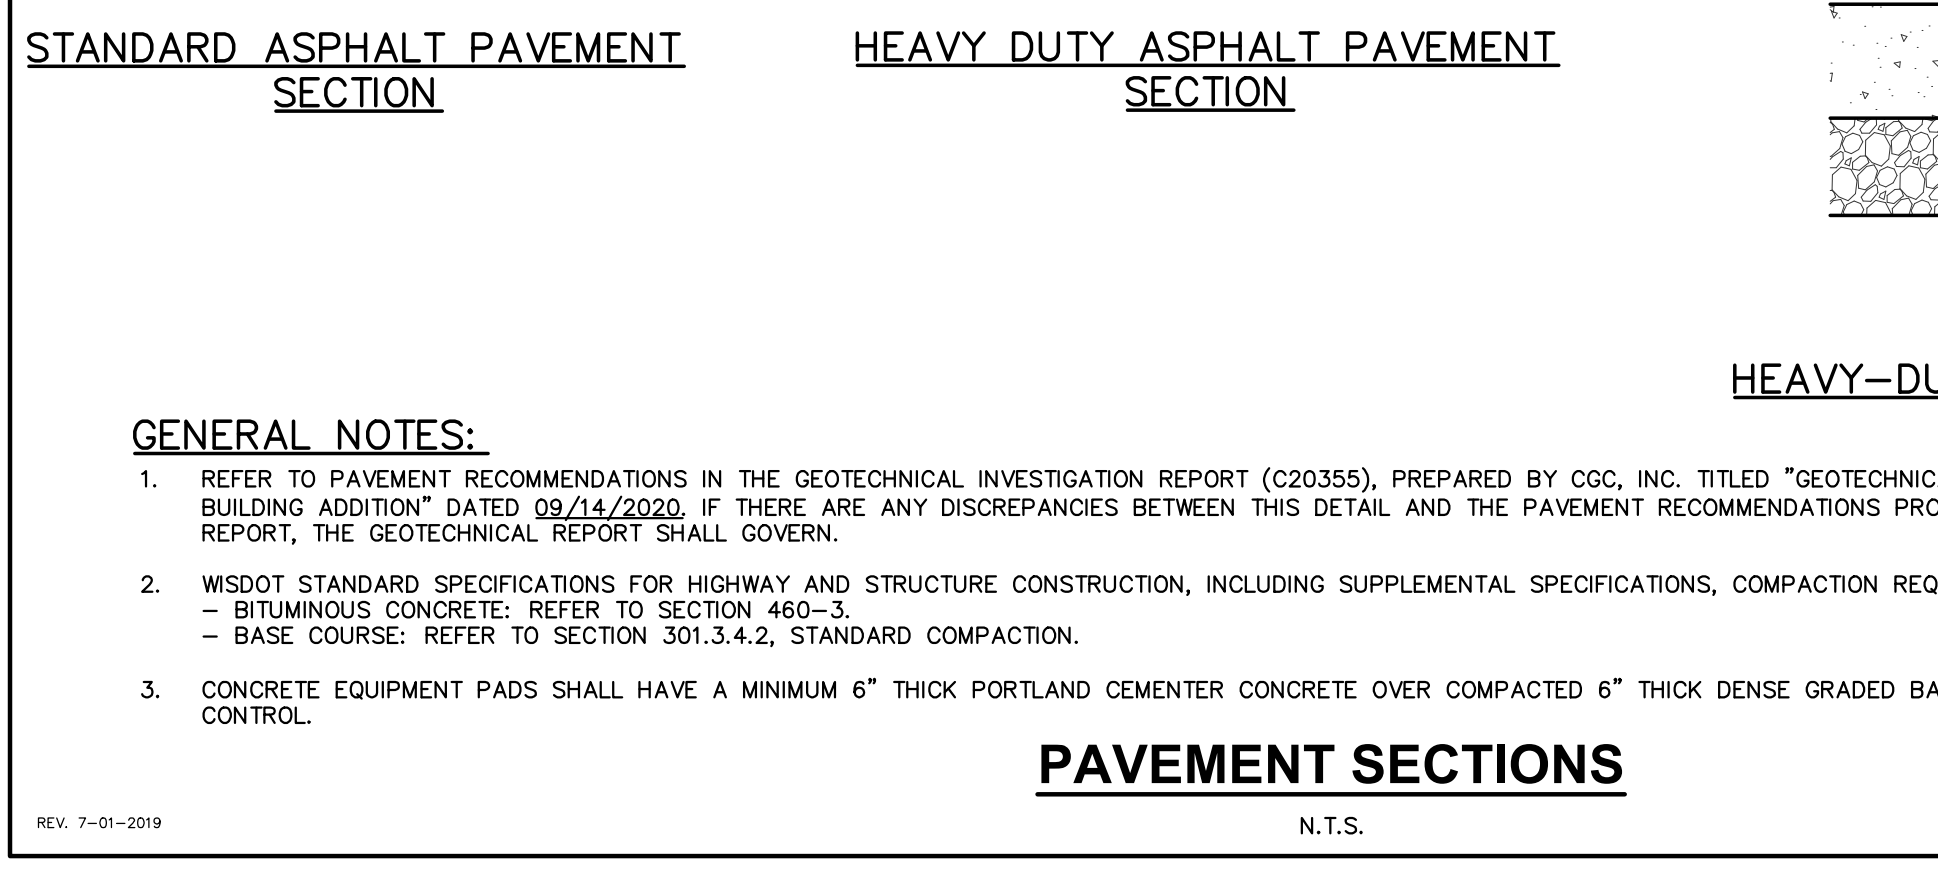 STANDARD ASPHALT PAVEMENT
SECTION
HEAVY DUTY ASPHALT PAVEMENT
SECTION
HEAVY-DU
GENERAL NOTES:
1. REFER TO PAVEMENT RECOMMENDATIONS IN THE GEOTECHNICAL INVESTIGATION REPORT (C20355), PREPARED BY CGC, INC. TITLED "GEOTECHNIC
BUILDING ADDITION" DATED 09/14/2020. IF THERE ARE ANY DISCREPANCIES BETWEEN THIS DETAIL AND THE PAVEMENT RECOMMENDATIONS PRO
REPORT, THE GEOTECHNICAL REPORT SHALL GOVERN.
2. WISDOT STANDARD SPECIFICATIONS FOR HIGHWAY AND STRUCTURE CONSTRUCTION, INCLUDING SUPPLEMENTAL SPECIFICATIONS, COMPACTION REQ
– BITUMINOUS CONCRETE: REFER TO SECTION 460-3.
– BASE COURSE: REFER TO SECTION 301.3.4.2, STANDARD COMPACTION.
3. CONCRETE EQUIPMENT PADS SHALL HAVE A MINIMUM 6" THICK PORTLAND CEMENTER CONCRETE OVER COMPACTED 6" THICK DENSE GRADED BA
CONTROL.
PAVEMENT SECTIONS
REV. 7-01-2019
N.T.S.